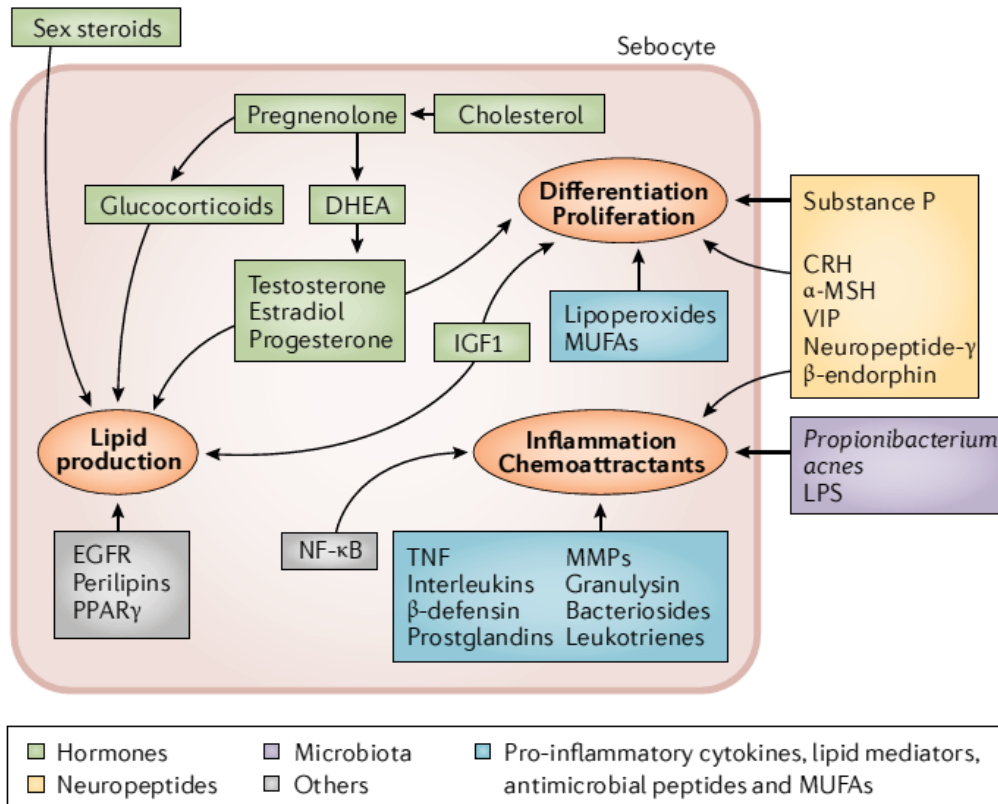 Sex steroids
Sebocyte
Pregnenolone
Cholesterol
Glucocorticoids
DHEA
Differentiation
Proliferation
Substance P
CRH
α-MSH
VIP
Neuropeptide-γ
β-endorphin
Testosterone
Estradiol
Progesterone
IGF1
Lipoperoxides
MUFAs
Lipid
production
Inflammation
Chemoattractants
Propionibacterium
acnes
LPS
EGFR
Perilipins
PPARγ
NF-κB
TNF
Interleukins
β-defensin
Prostglandins
MMPs
Granulysin
Bacteriosides
Leukotrienes
Hormones
Neuropeptides
Microbiota
Others
Pro-inflammatory cytokines, lipid mediators,
antimicrobial peptides and MUFAs